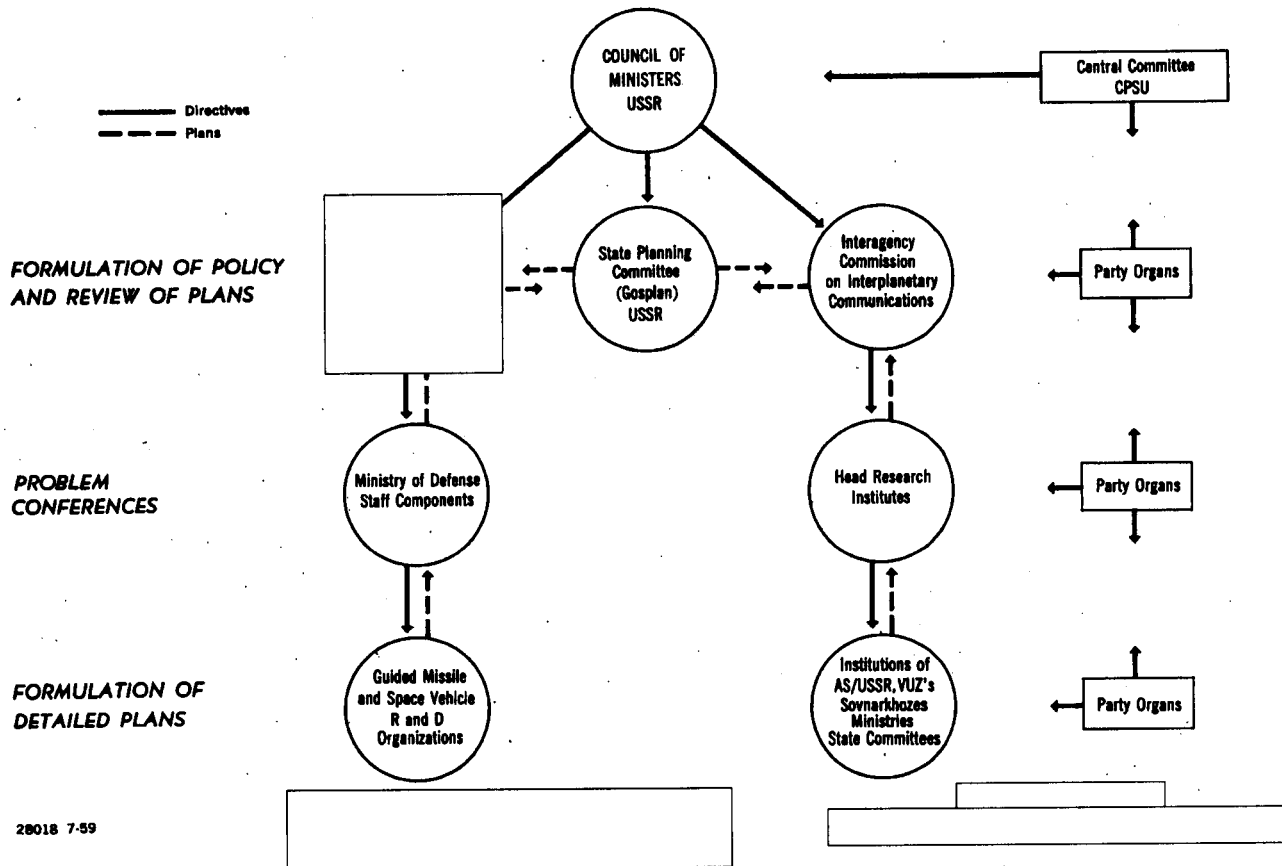 COUNCIL OF
MINISTERS
USSR
Central Committee
CPSU
Directives
Plans
FORMULATION OF POLICY
AND REVIEW OF PLANS
State Planning
Committee
(Gosplan)
USSR
Interagency
Commission
on Interplanetary
Communications
Party Organs
PROBLEM
CONFERENCES
Ministry of Defense
Staff Components
Head Research
Institutes
Party Organs
FORMULATION OF
DETAILED PLANS
Guided Missile
and Space Vehicle
R and D
Organizations
Institutions of
AS/USSR, VUZ's
Sovnarkhozes
Ministries
State Committees
Party Organs
28018 7-59